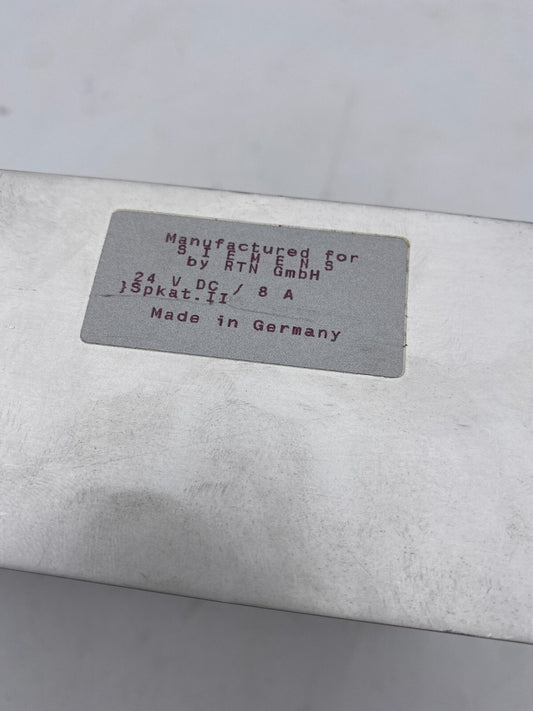 Manufactured for
S I E M E N S
by RTN GmbH
24 V DC / 8 A
}Spkat.II
Made in Germany